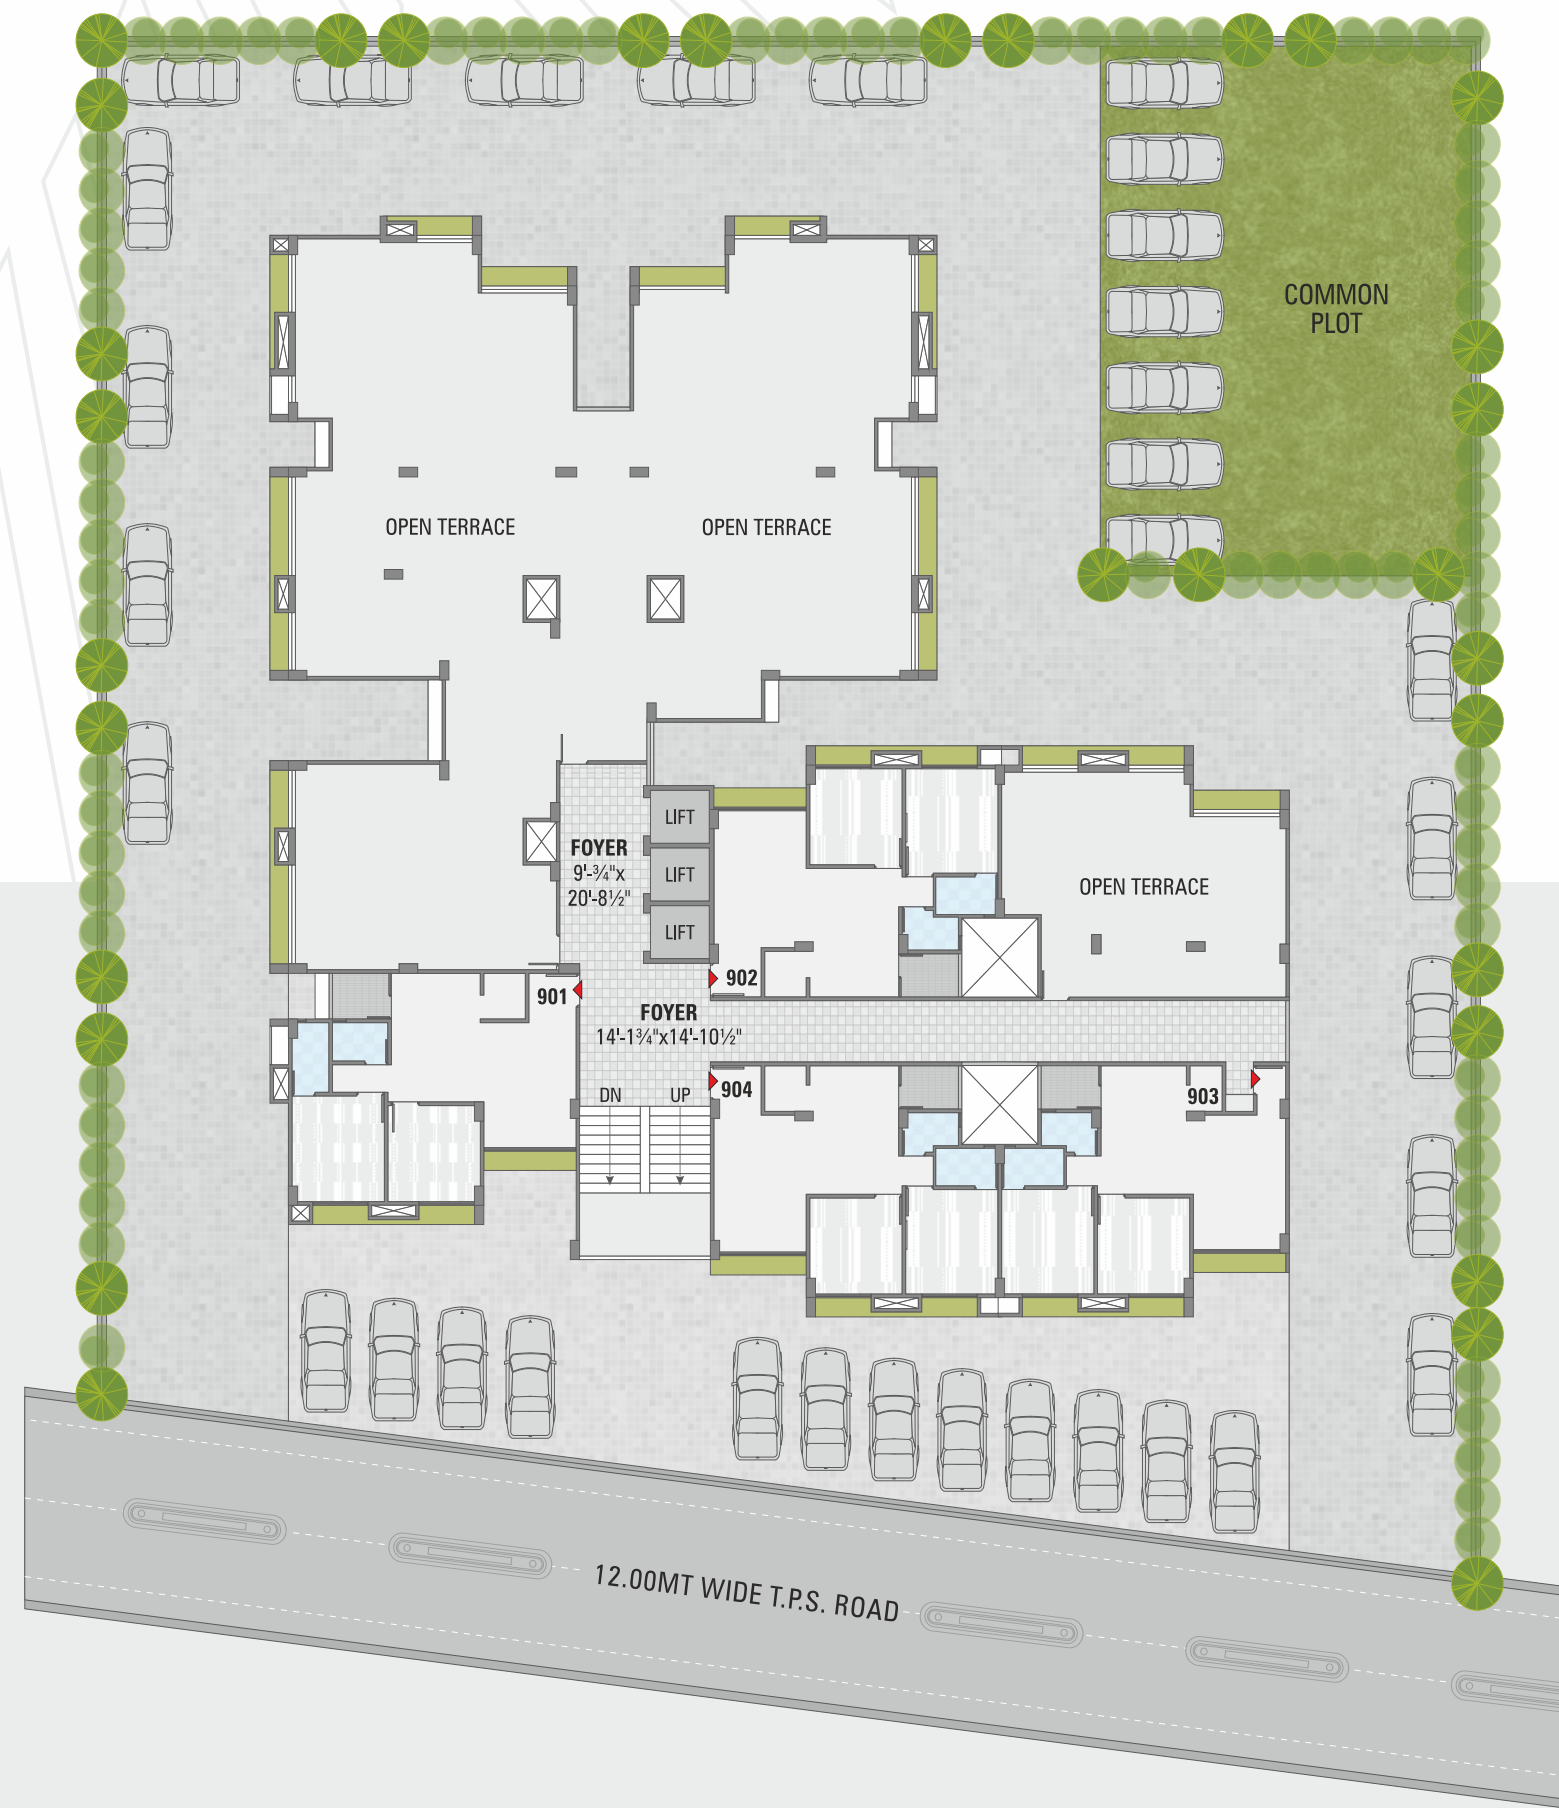 COMMON
PLOT
OPEN TERRACE
OPEN TERRACE
LIFT
FOYER
9'-¾"x
20'-8½"
LIFT
LIFT
OPEN TERRACE
902
901
FOYER
14'-1¾"x14'-10½"
DN
UP
904
903
12.00MT WIDE T.P.S. ROAD